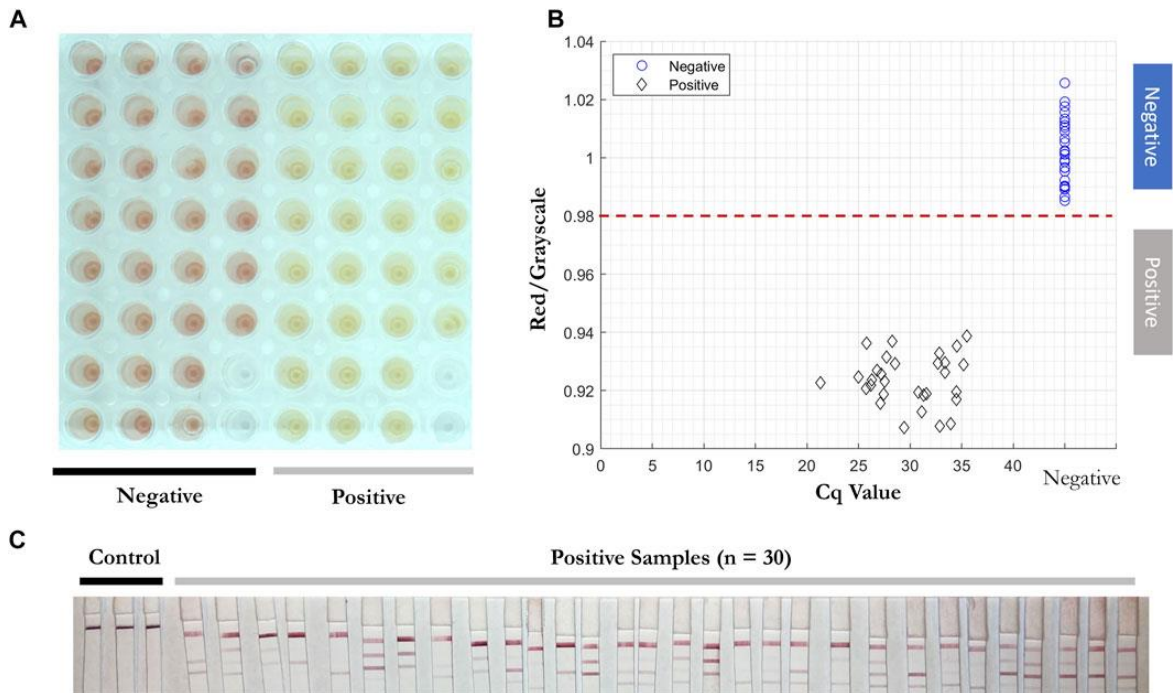 A
Negative
Positive
B
1.04
1.02
1
0.98
0.96
0.94
0.92
0.9
Red/Grayscale
Negative
Positive
0
5
10
15
20
25
30
35
40
Negative
Cq Value
Negative
Positive
C
Control
Positive Samples (n = 30)